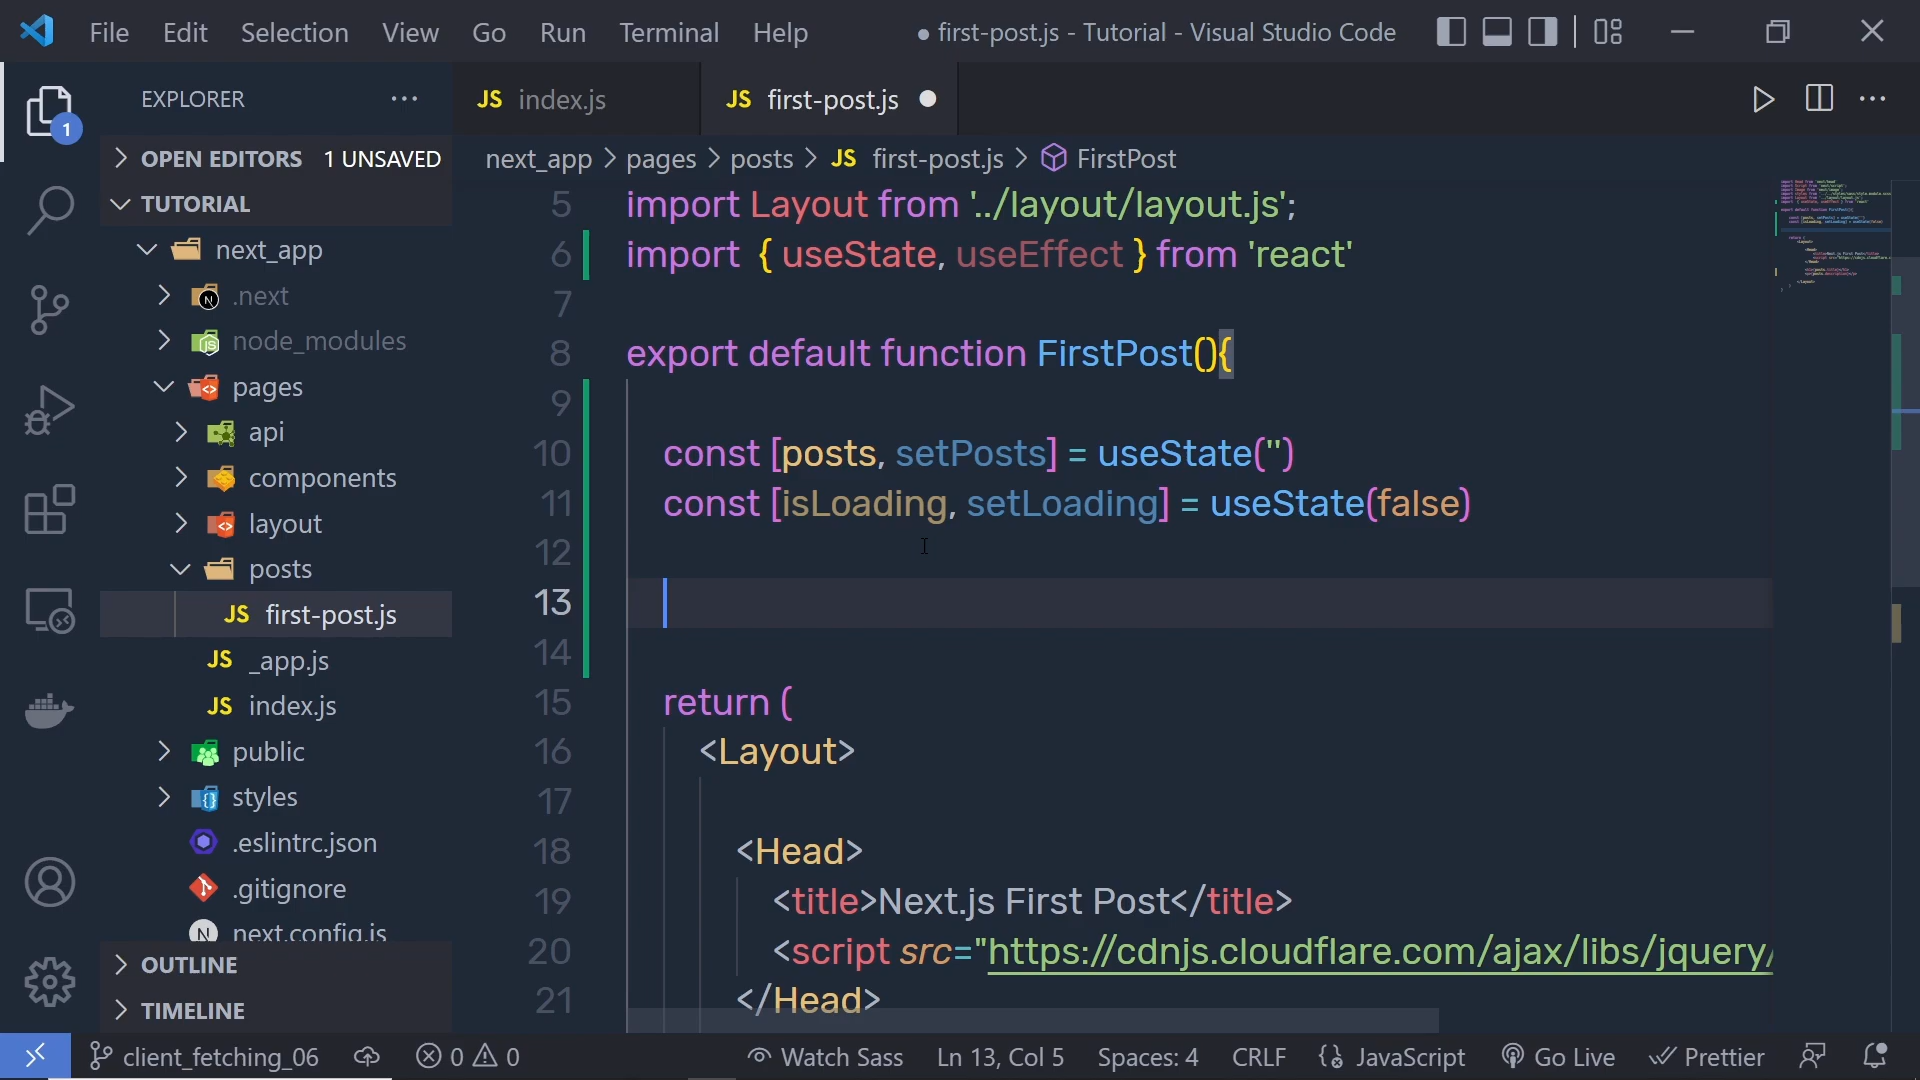 File Edit Selection View Go Run Terminal Help ● first-post.js - Tutorial - Visual Studio Code
EXPLORER ···
JS index.js JS first-post.js ●
OPEN EDITORS 1 UNSAVED
next_app > pages > posts > JS first-post.js > FirstPost
TUTORIAL
next_app
.next
node_modules
pages
api
components
layout
posts
JS first-post.js
JS _app.js
JS index.js
public
styles
.eslintrc.json
.gitignore
next.config.js
OUTLINE
TIMELINE
1
5 import Layout from '../layout/layout.js';
6 import { useState, useEffect } from 'react'
7
8 export default function FirstPost(){
9
10 const [posts, setPosts] = useState('')
11 const [isLoading, setLoading] = useState(false)
12
13
14
15 return (
16 <Layout>
17
18 <Head>
19 <title>Next.js First Post</title>
20 <script src="https://cdnjs.cloudflare.com/ajax/libs/jquery/
21 </Head>
client_fetching_06 0 0 Watch Sass Ln 13, Col 5 Spaces: 4 CRLF JavaScript Go Live Prettier